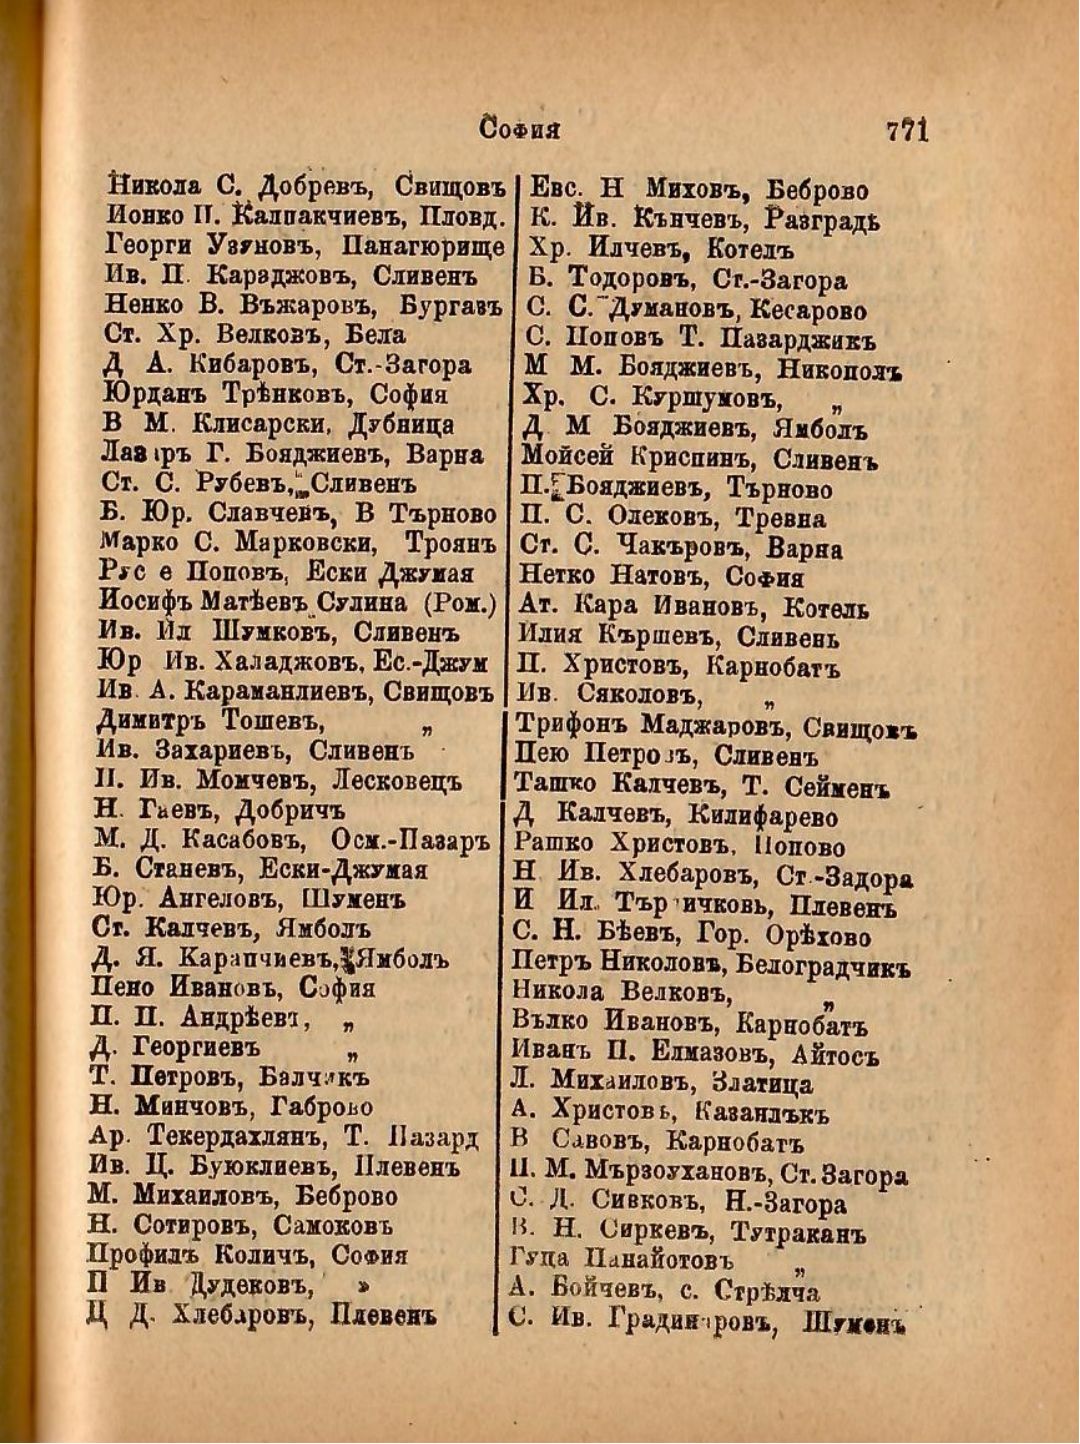 София 771
Никола С. Добревъ, Свищовъ
Ионко П. Калпакчиевъ, Пловд.
Георги Узуновъ, Панагюрище
Ив. П. Караджовъ, Сливенъ
Ненко В. Въжаровъ, Бургазъ
Ст. Хр. Велковъ, Бела
Д А. Кибаровъ, Ст.-Загора
Юрданъ Трѣнковъ, София
В М. Клисарски, Дубница
Лазаръ Г. Бояджиевъ, Варна
Ст. С. Рубевъ, Сливенъ
Б. Юр. Славчевъ, В Търново
Марко С. Марковски, Троянъ
Поповъ, Ески Джумая
Иосифъ Матѣевъ Сулина (Ром.)
Ив. Ил Шумковъ, Сливенъ
Юр Ив. Халаджовъ, Ес.-Джум
Ив. А. Караманлиевъ, Свищовъ
Димитръ Тошевъ, „
Ив. Захариевъ, Сливенъ
П. Ив. Момчевъ, Лесковецъ
Н. Гаевъ, Добричъ
М. Д. Касабовъ, Осм.-Пазаръ
Б. Станевъ, Ески-Джумая
Юр. Ангеловъ, Шуменъ
Ст. Калчевъ, Ямболъ
Д. Я. Карапчиевъ, Ямболъ
Пено Ивановъ, София
П. П. Андрѣевъ, „
Д. Георгиевъ „
Т. Петровъ, Балчикъ
Н. Минчовъ, Габрово
Ар. Текердахлянъ, Т. Пазард
Ив. Ц. Буюклиевъ, Плевенъ
М. Михаиловъ, Беброво
Н. Сотировъ, Самоковъ
Профилъ Количъ, София
П Ив Дудековъ, »
Ц Д. Хлебаровъ, Плевенъ
Евс. Н Миховъ, Беброво
К. Ив. Кънчевъ, Разградъ
Хр. Илчевъ, Котелъ
Б. Тодоровъ, Ст.-Загора
С. С. Думановъ, Кесарово
С. Поповъ Т. Пазарджикъ
М М. Бояджиевъ, Никополъ
Хр. С. Куршумовъ, „
Д. М Бояджиевъ, Ямболъ
Мойсей Криспинъ, Сливенъ
П. Бояджиевъ, Търново
П. С. Олековъ, Тревна
Ст. С. Чакъровъ, Варна
Нетко Натовъ, София
Ат. Кара Ивановъ, Котель
Илия Кършевъ, Сливень
П. Христовъ, Карнобатъ
Ив. Сяколовъ, „
Трифонъ Маджаровъ, Свищовъ
Пею Петровъ, Сливенъ
Ташко Калчевъ, Т. Сейменъ
Д Калчевъ, Килифарево
Рашко Христовъ, Попово
Н Ив. Хлебаровъ, Ст.-Задора
И Ил. Плевенъ
С. Н. Бѣевъ, Гор. Орѣхово
Петръ Николовъ, Белоградчикъ
Никола Велковъ, „
Вълко Ивановъ, Карнобатъ
Иванъ П. Елмазовъ, Айтосъ
Л. Михаиловъ, Златица
А. Христовъ, Казанлъкъ
В Савовъ, Карнобатъ
П. М. Мързоухановъ, Ст. Загора
С. Д. Сивковъ, Н.-Загора
В. Н. Сиркевъ, Тутраканъ
Гуца Панайотовъ „
А. Бойчевъ, с. Стрѣлча
С. Ив. Градинаровъ, Шуменъ